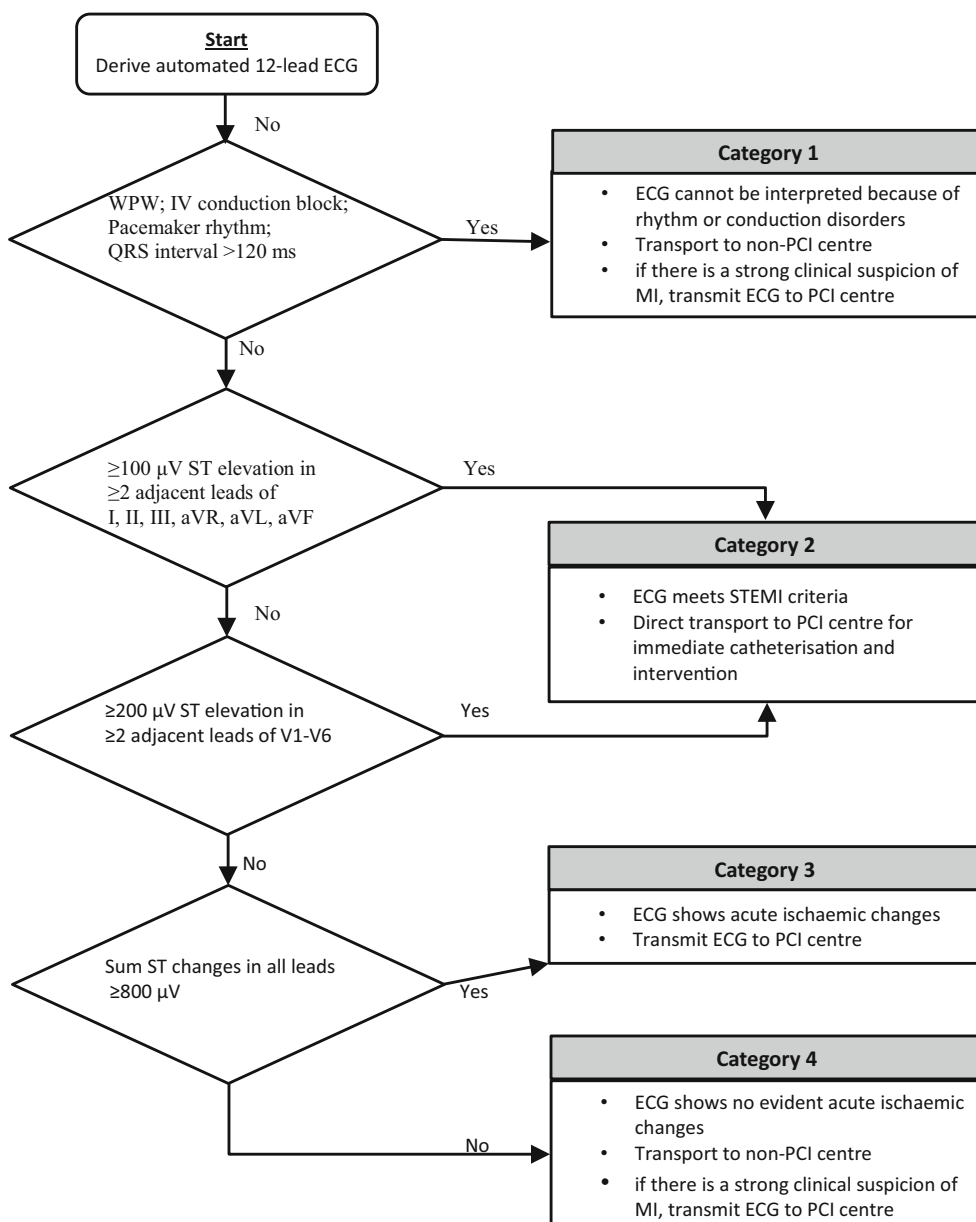 Start
Derive automated 12-lead ECG
No
WPW; IV conduction block;
Pacemaker rhythm;
QRS interval >120 ms
Yes
Category 1
• ECG cannot be interpreted because of
rhythm or conduction disorders
• Transport to non-PCI centre
• if there is a strong clinical suspicion of
MI, transmit ECG to PCI centre
No
≥100 µV ST elevation in
≥2 adjacent leads of
I, II, III, aVR, aVL, aVF
Yes
Category 2
• ECG meets STEMI criteria
• Direct transport to PCI centre for
immediate catheterisation and
intervention
No
≥200 µV ST elevation in
≥2 adjacent leads of V1-V6
Yes
No
Sum ST changes in all leads
≥800 µV
Yes
Category 3
• ECG shows acute ischaemic changes
• Transmit ECG to PCI centre
No
Category 4
• ECG shows no evident acute ischaemic
changes
• Transport to non-PCI centre
• if there is a strong clinical suspicion of
MI, transmit ECG to PCI centre